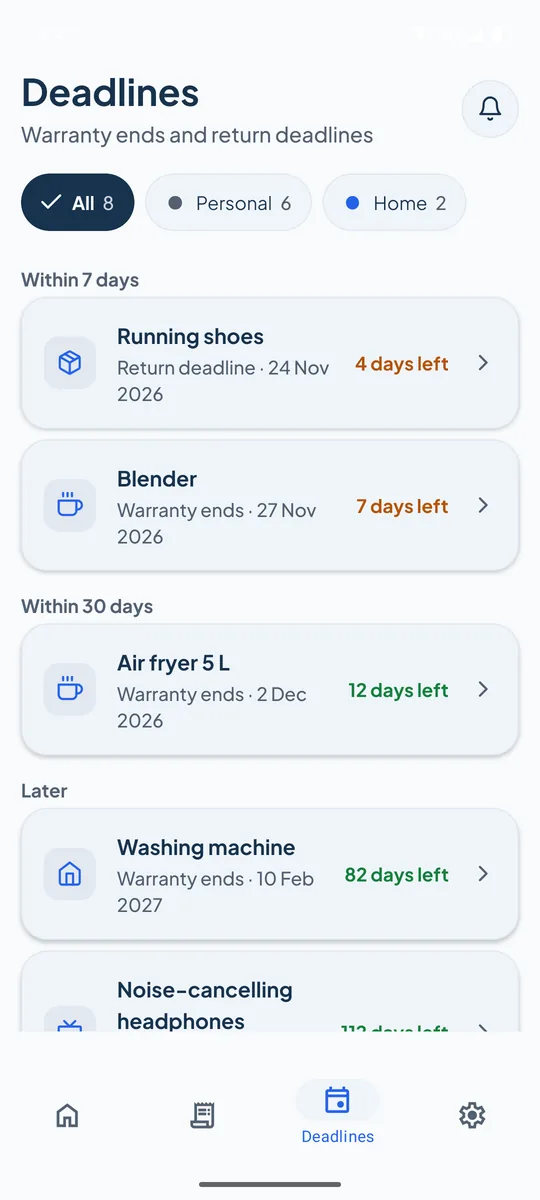 Deadlines
Warranty ends and return deadlines
All 8
Personal 6
Home 2
Within 7 days
Running shoes
Return deadline · 24 Nov
2026
4 days left
Blender
Warranty ends · 27 Nov
2026
7 days left
Within 30 days
Air fryer 5 L
Warranty ends · 2 Dec
2026
12 days left
Later
Washing machine
Warranty ends · 10 Feb
2027
82 days left
Noise-cancelling
headphones
112 days left
Deadlines